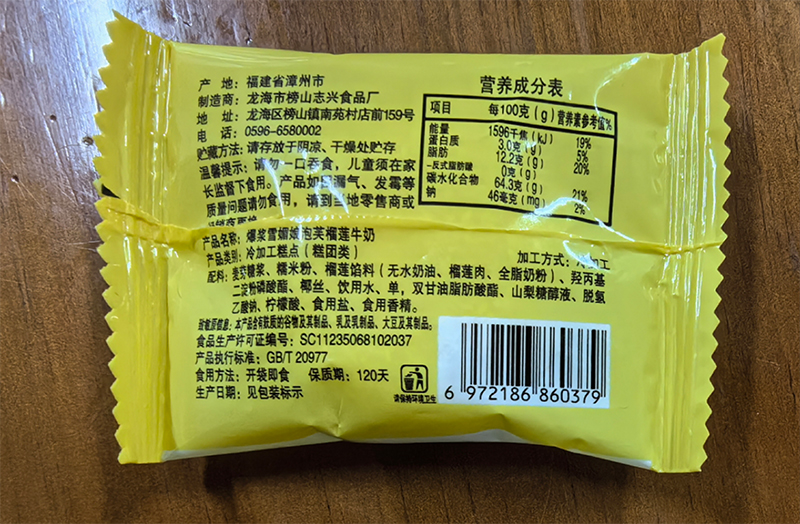 产 地: 福建省漳州市
制造商: 龙海市榜山志兴食品厂
地 址: 龙海区榜山镇南苑村店前159号
电 话: 0596-6580002
贮藏方法: 请存放于阴凉、干燥处贮存
温馨提示: 请勿一口吞食, 儿童须在家
长监督下食用。产品如遇漏气、发霉等
质量问题请勿食用, 请到当地零售商或
营养成分表
项目 每100克(g) 营养素参考值%
能量 1596千焦(kJ) 19%
蛋白质 3.0克(g) 5%
脂肪 12.2克(g) 20%
–反式脂肪酸 0克(g)
碳水化合物 64.3克(g) 21%
钠 46毫克(mg) 2%
产品名称: 爆浆雪媚娘泡芙榴莲牛奶
产品类别: 冷加工糕点(糕团类) 加工方式: 冷加工
配料: 麦芽糖浆、糯米粉、榴莲馅料(无水奶油、榴莲肉、全脂奶粉)、羟丙基
二淀粉磷酸酯、椰丝、饮用水、单,双甘油脂肪酸酯、山梨糖醇液、脱氢
乙酸钠、柠檬酸、食用盐、食用香精。
致敏源信息: 本产品含有麸质的谷物及其制品、乳及乳制品、大豆及其制品。
食品生产许可证编号: SC11235068102037
产品执行标准: GB/T 20977
食用方法: 开袋即食 保质期: 120天
生产日期: 见包装标示
请保持环境卫生
6 972186 860379